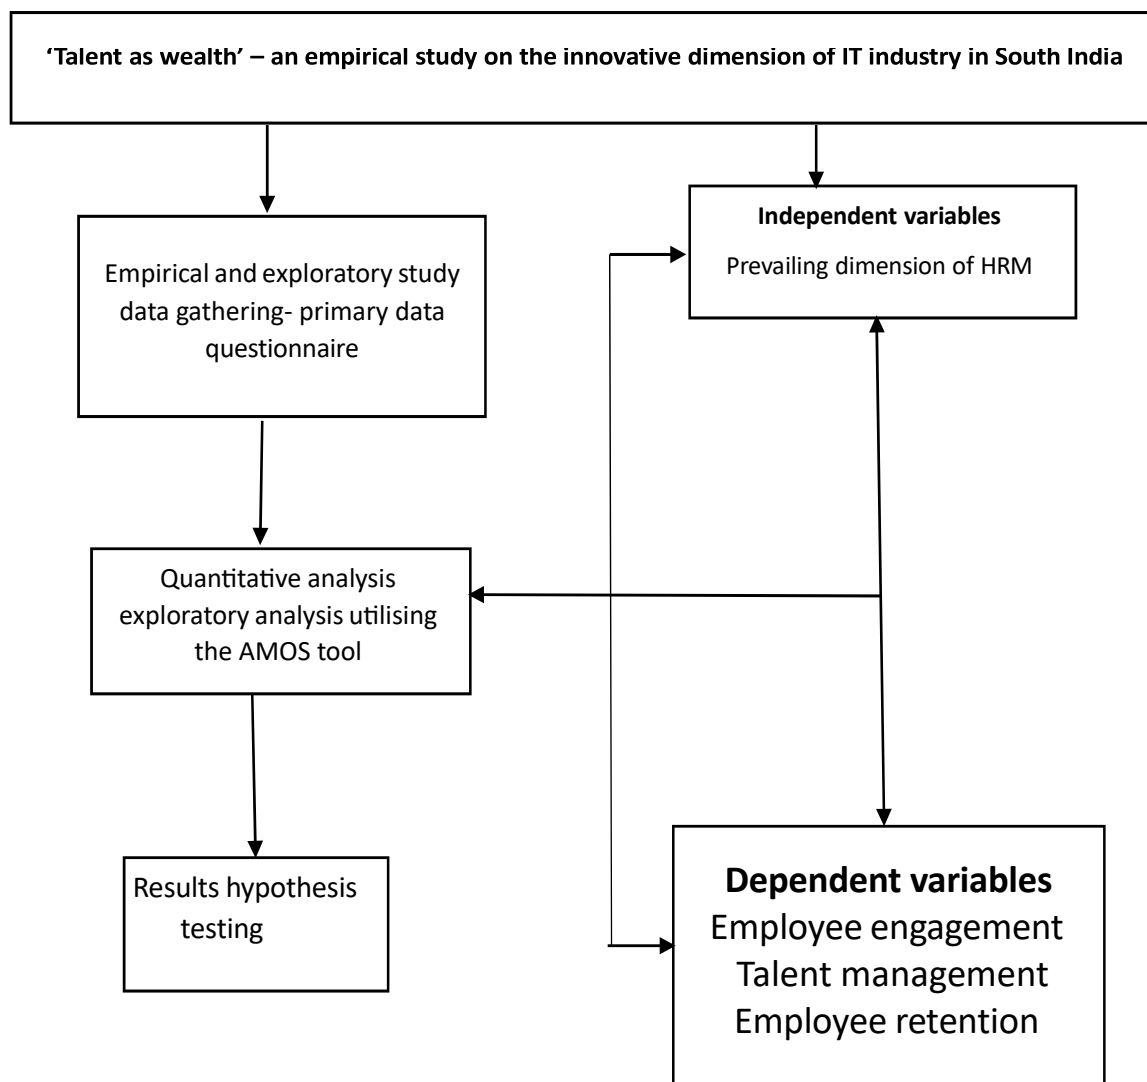 ‘Talent as wealth’ – an empirical study on the innovative dimension of IT industry in South India
Empirical and exploratory study
data gathering- primary data
questionnaire
Independent variables
Prevailing dimension of HRM
Quantitative analysis
exploratory analysis utilising
the AMOS tool
Results hypothesis
testing
Dependent variables
Employee engagement
Talent management
Employee retention